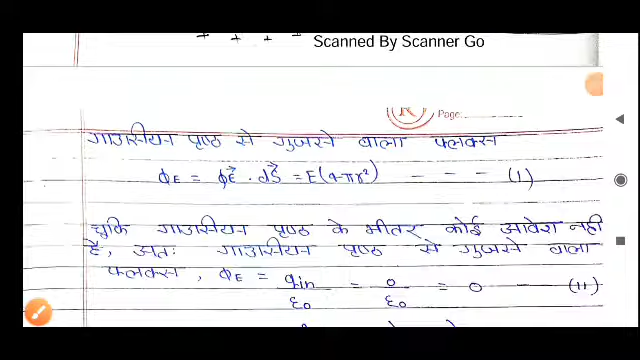 Scanned By Scanner Go
Page:
गाउसीयन पृष्ठ से गुजरने वाला फ्लक्स
ΦE = ∮E⃗ · dS⃗ = E(4πr²) - - - (I)
चूकि गाउसीयन पृष्ठ के भीतर कोई आवेश नही
है, अतः गाउसीयन पृष्ठ से गुजरने वाला
फ्लक्स, ΦE = qin/ε0 = 0/ε0 = 0 - (II)